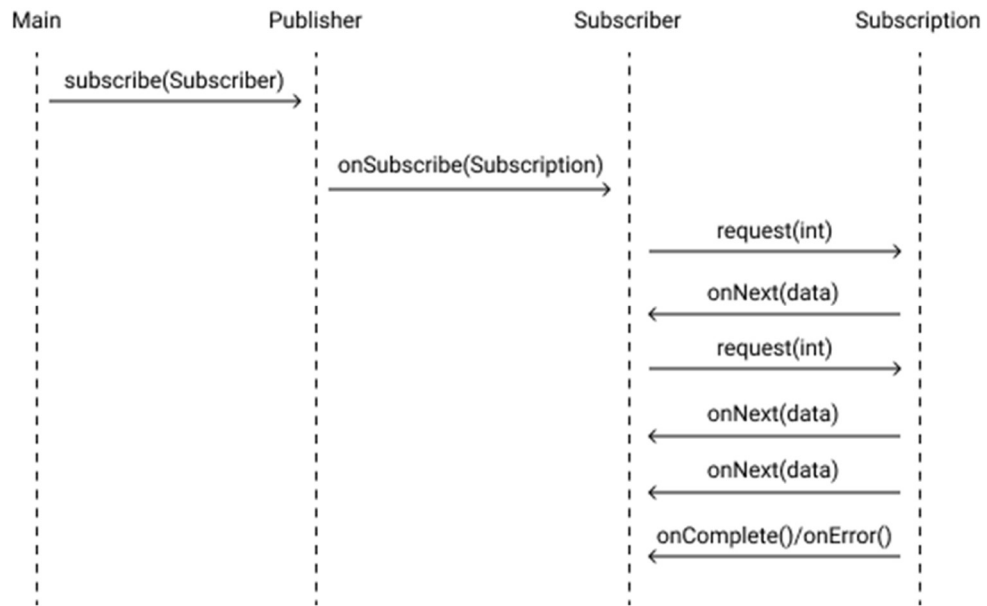 Main Publisher Subscriber Subscription
subscribe(Subscriber)
onSubscribe(Subscription)
request(int)
onNext(data)
request(int)
onNext(data)
onNext(data)
onComplete()/onError()